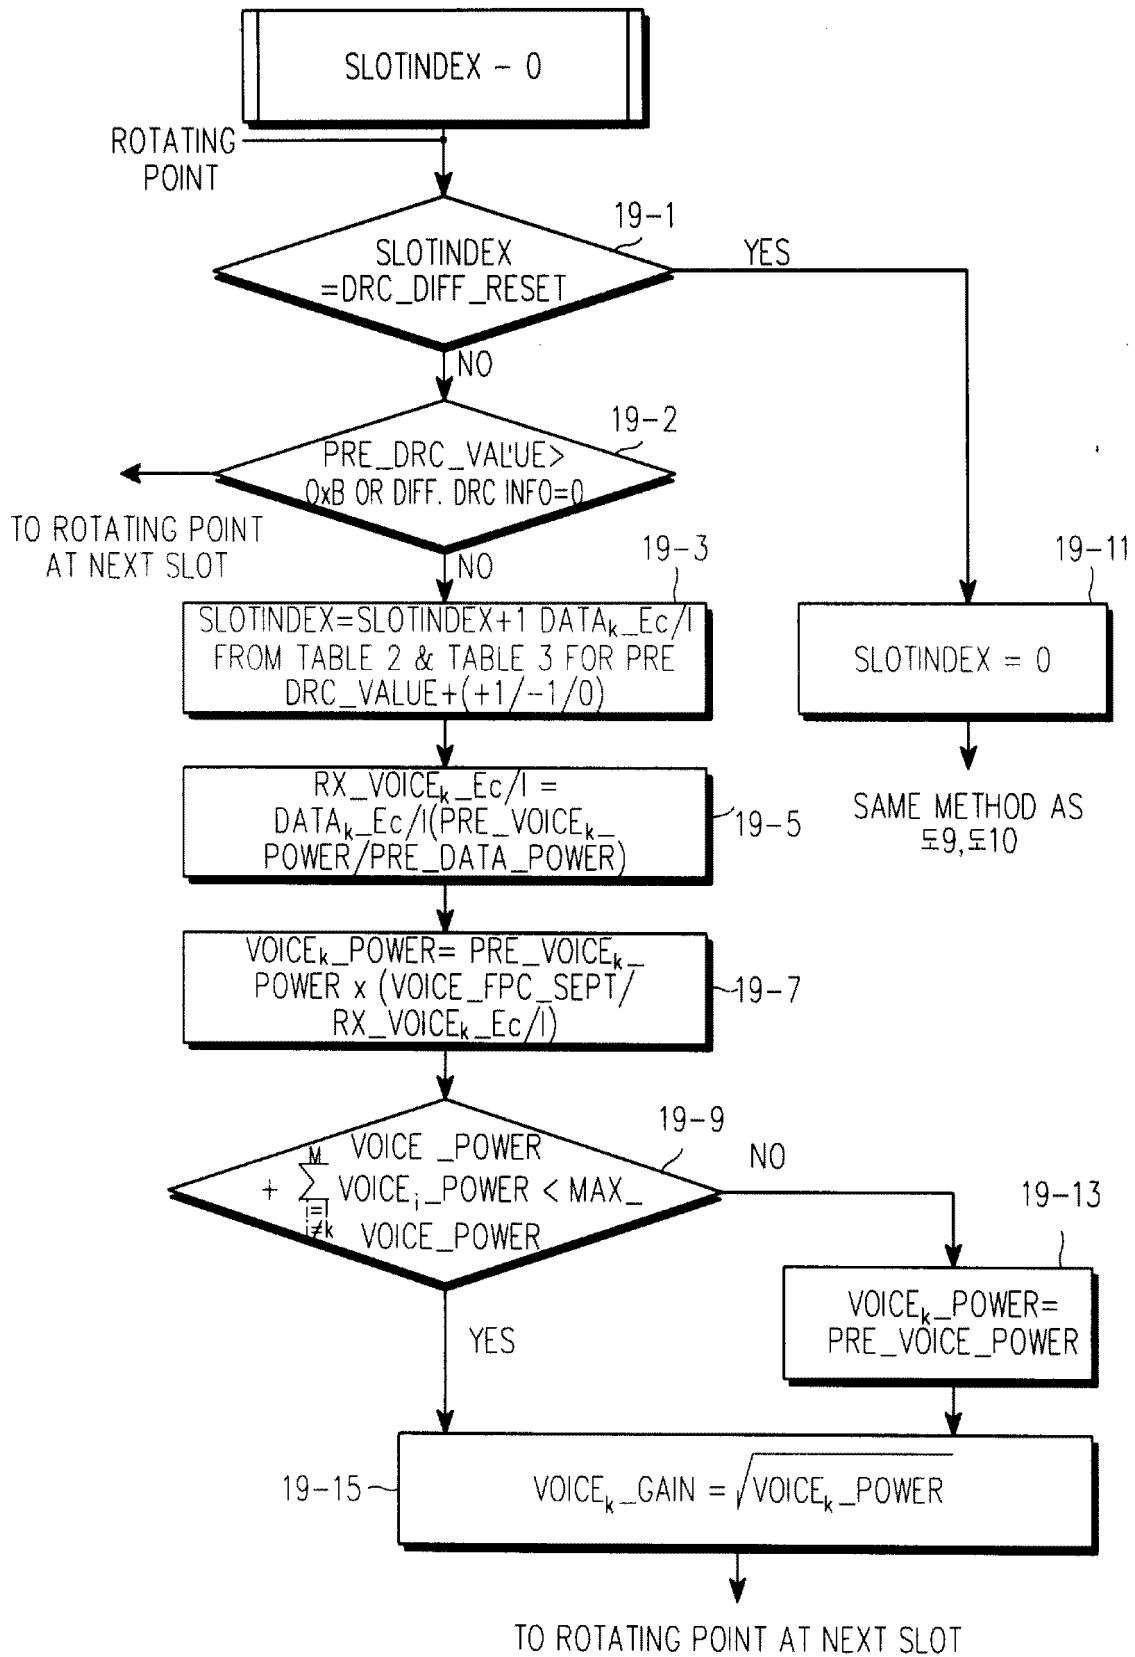 SLOTINDEX - 0
ROTATING
POINT
19-1
SLOTINDEX
=DRC_DIFF_RESET
YES
NO
19-2
PRE_DRC_VALUE>
0xB OR DIFF. DRC INFO=0
TO ROTATING POINT
AT NEXT SLOT
NO
19-3
SLOTINDEX=SLOTINDEX+1 DATAk_Ec/I
FROM TABLE 2 & TABLE 3 FOR PRE
DRC_VALUE+(+1/-1/0)
19-11
SLOTINDEX = 0
SAME METHOD AS
도9,도10
RX_VOICEk_Ec/I =
DATAk_Ec/I(PRE_VOICEk_
POWER/PRE_DATA_POWER)
19-5
VOICEk_POWER= PRE_VOICEk_
POWER x (VOICE_FPC_SEPT/
RX_VOICEk_Ec/I)
19-7
19-9
VOICE _POWER
+ M∑i=1 i≠k VOICEi_POWER < MAX_
VOICE_POWER
NO
YES
19-13
VOICEk_POWER=
PRE_VOICE_POWER
19-15
VOICEk_GAIN = √VOICEk_POWER
TO ROTATING POINT AT NEXT SLOT